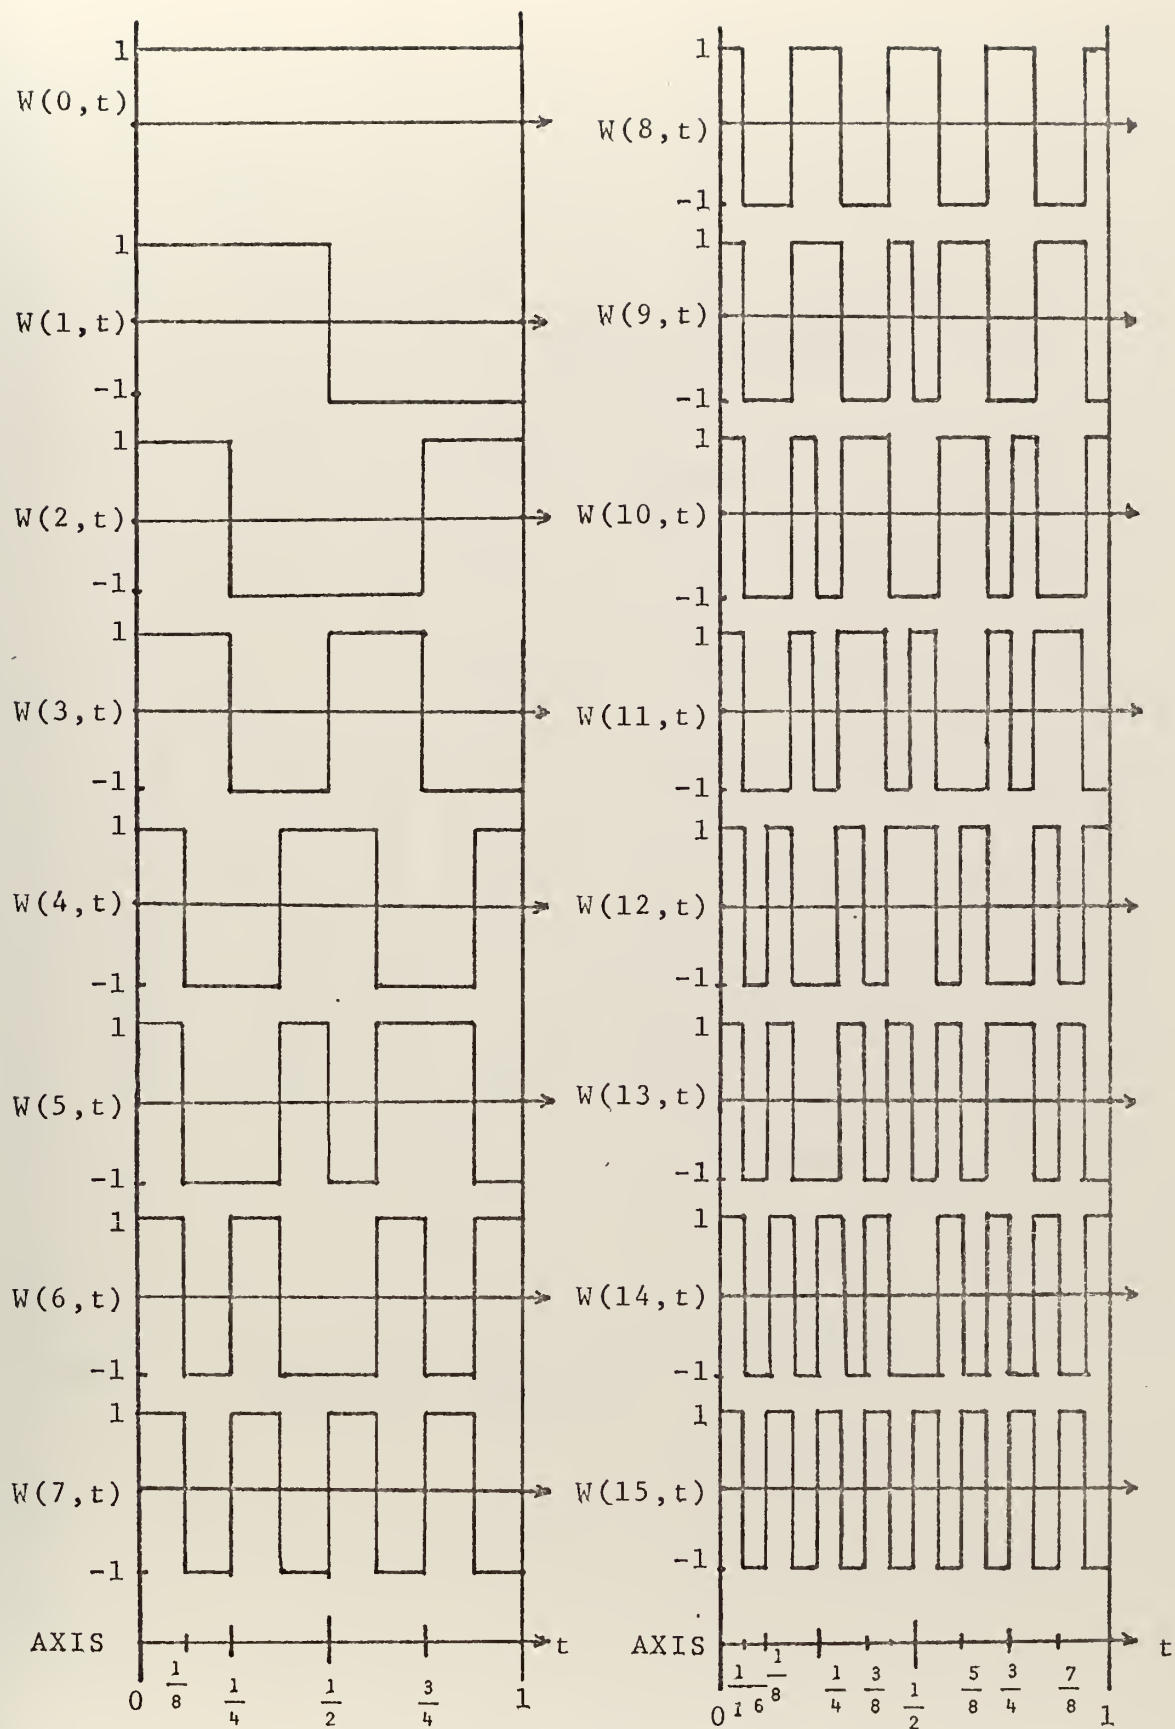 1
W(0,t)
1
W(1,t)
-1
1
W(2,t)
-1
1
W(3,t)
-1
1
W(4,t)
-1
1
W(5,t)
-1
1
W(6,t)
-1
1
W(7,t)
-1
AXIS t
0 1/8 1/4 1/2 3/4 1
1
W(8,t)
-1
1
W(9,t)
-1
1
W(10,t)
-1
1
W(11,t)
-1
1
W(12,t)
-1
1
W(13,t)
-1
1
W(14,t)
-1
1
W(15,t)
-1
AXIS t
0 1/16 1/8 1/4 3/8 1/2 5/8 3/4 7/8 1